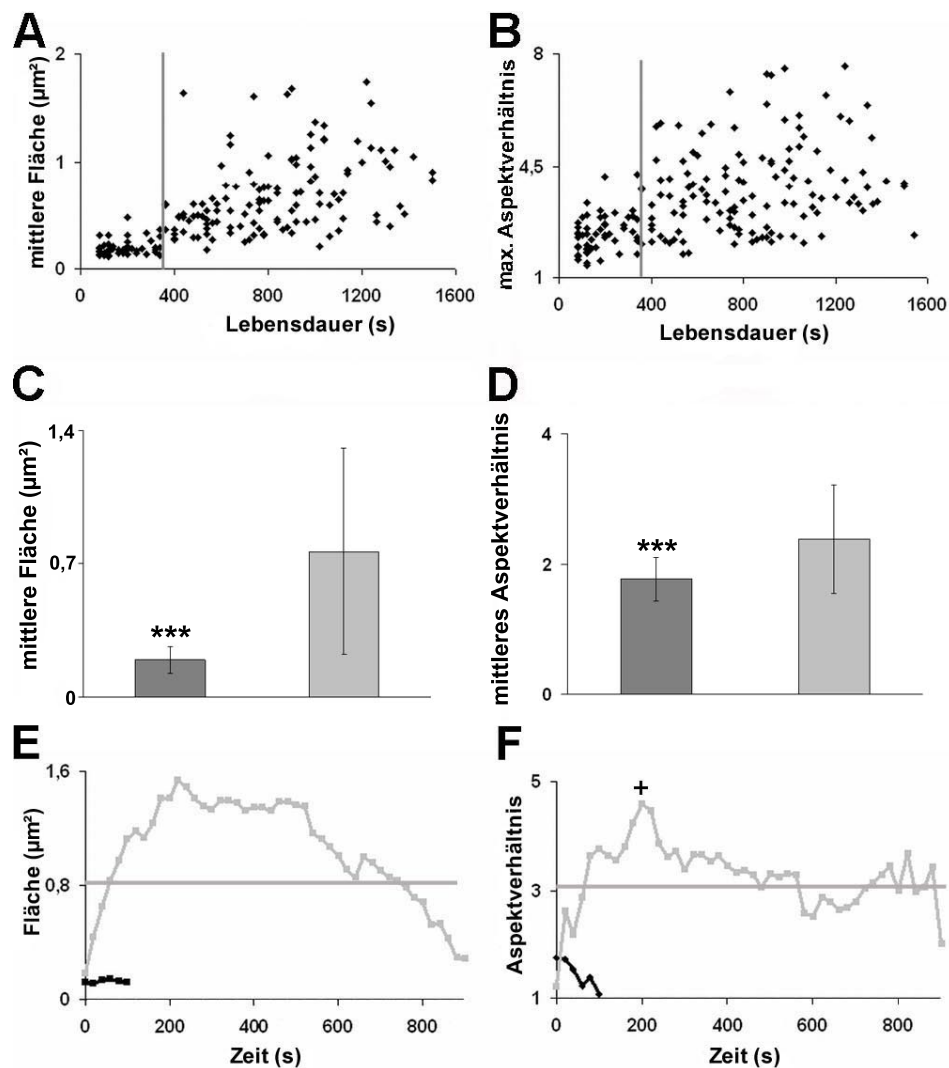 A
mittlere Fläche (µm²)
2
1
0
0 400 800 1200 1600
Lebensdauer (s)
B
max. Aspektverhältnis
8
4,5
1
0 400 800 1200 1600
Lebensdauer (s)
C
mittlere Fläche (µm²)
1,4
0,7
0
***
D
mittleres Aspektverhältnis
4
2
0
***
E
Fläche (µm²)
1,6
0,8
0
0 200 400 600 800
Zeit (s)
F
Aspektverhältnis
5
3
1
+
0 200 400 600 800
Zeit (s)